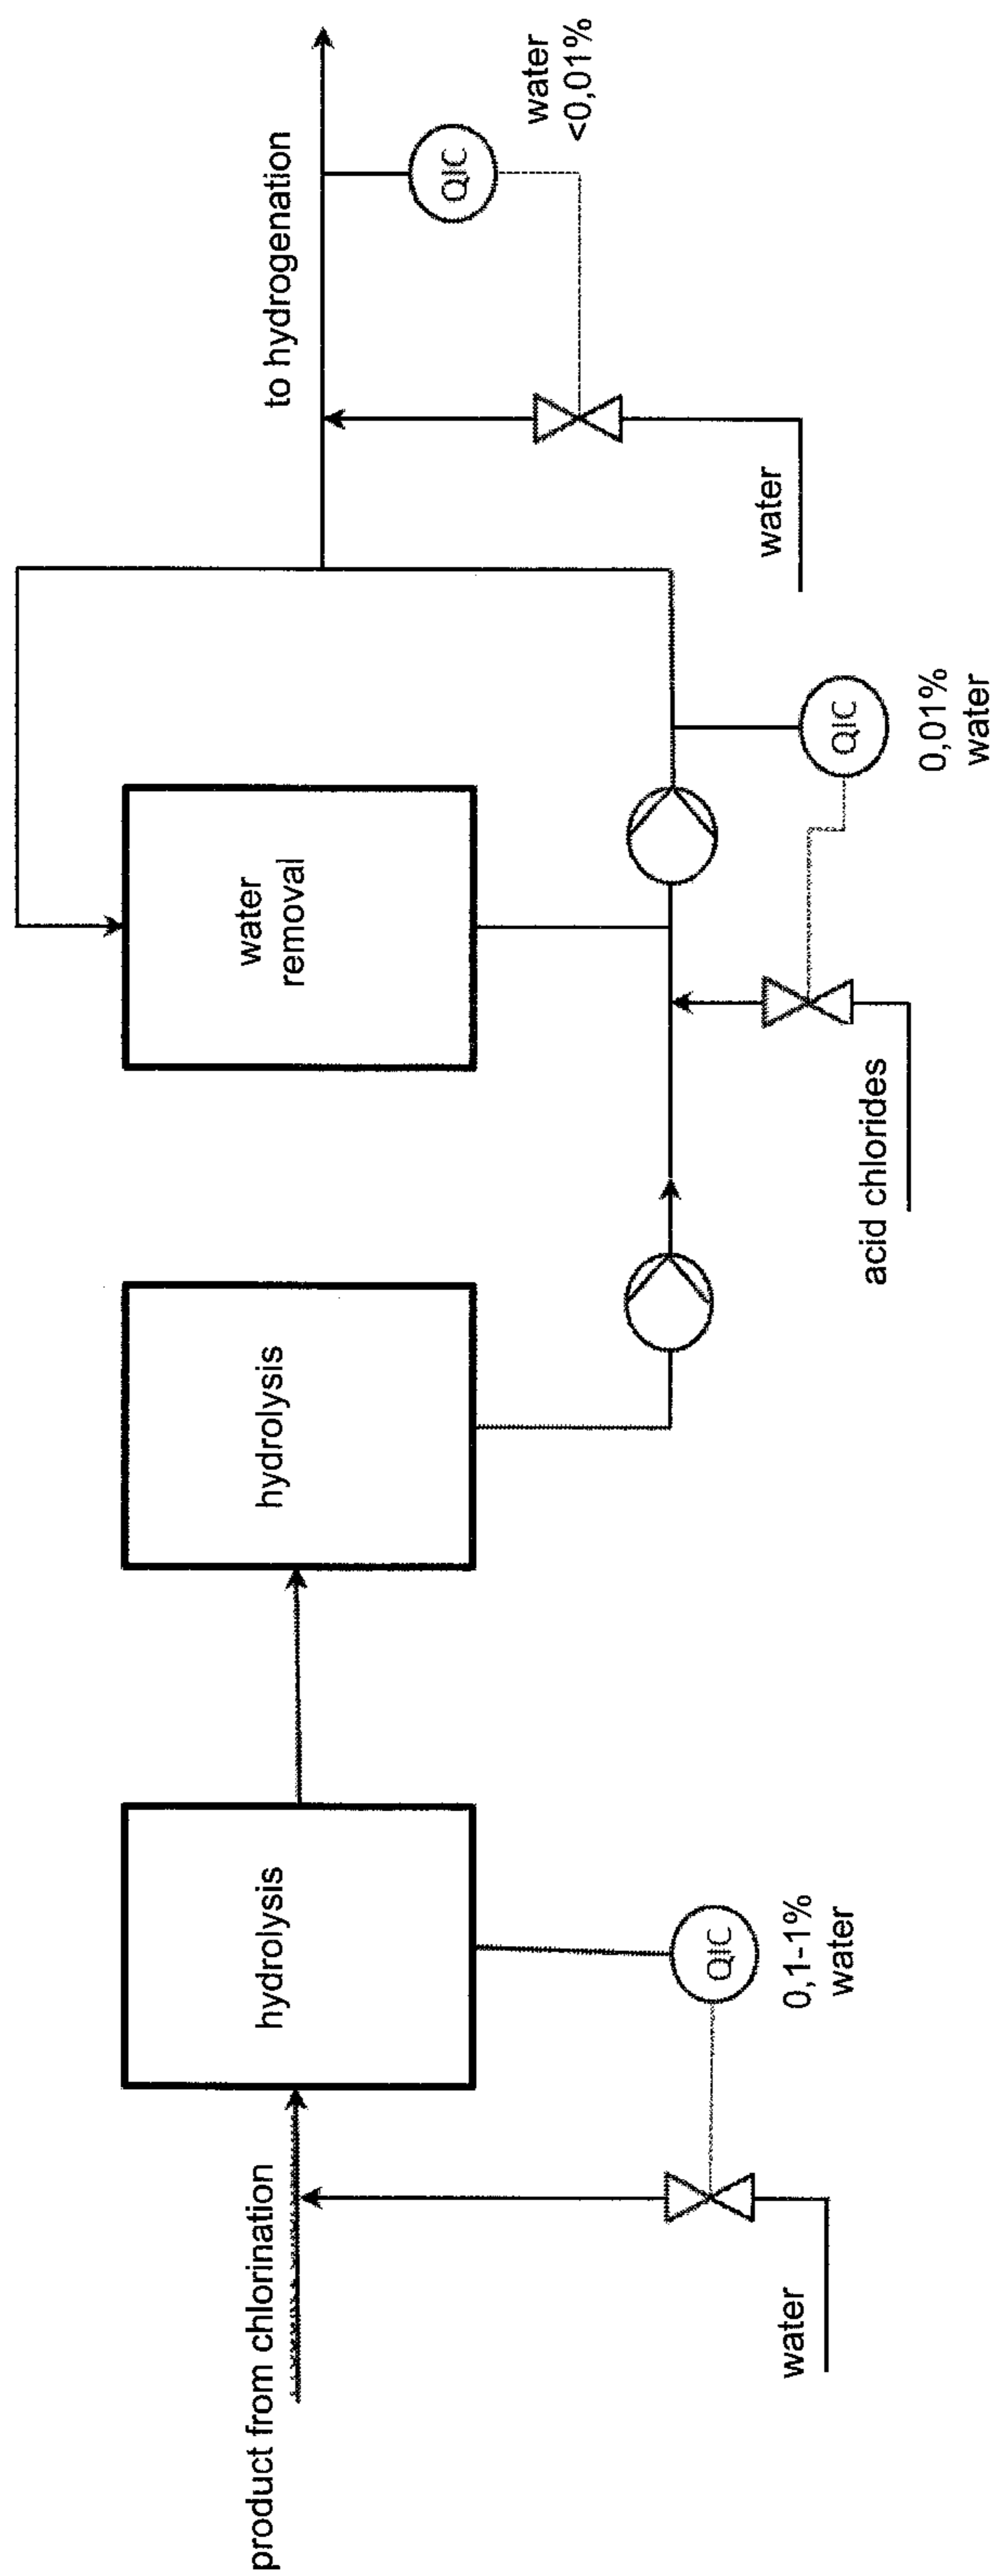 product from chlorination
water
hydrolysis
QIC
0,1-1%
water
hydrolysis
acid chlorides
water
removal
QIC
0,01%
water
water
to hydrogenation
QIC
water
<0,01%